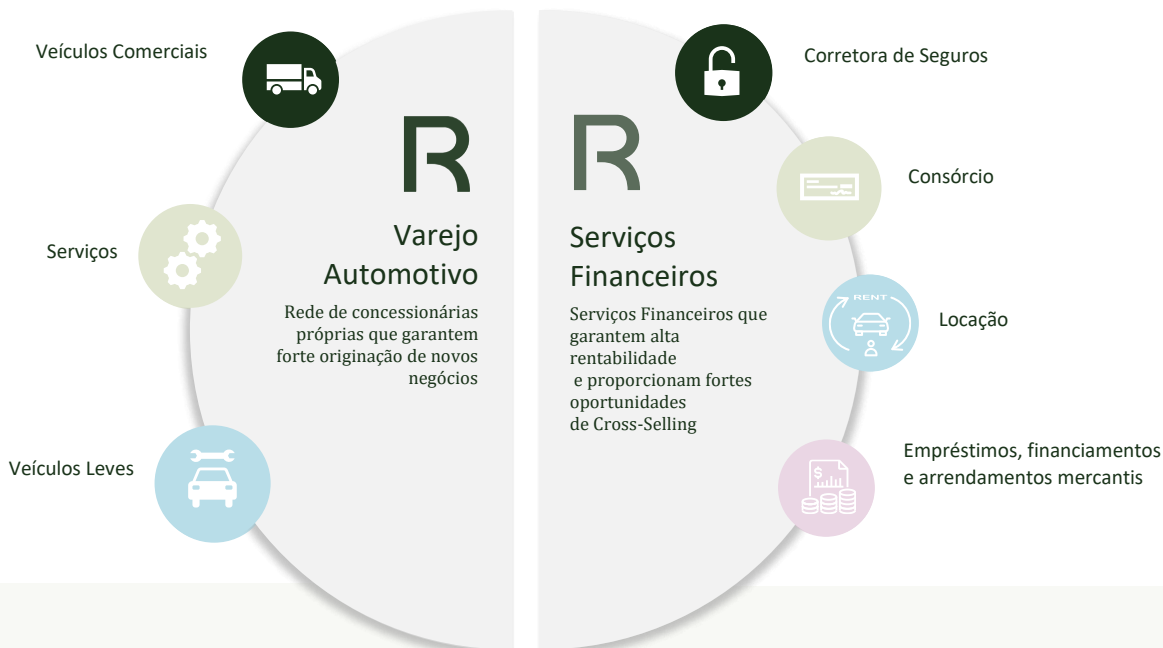 Veículos Comerciais
Serviços
Veículos Leves
R
Varejo
Automotivo
Rede de concessionárias
próprias que garantem
forte originação de novos
negócios
R
Serviços
Financeiros
Serviços Financeiros que
garantem alta
rentabilidade
e proporcionam fortes
oportunidades
de Cross-Selling
Corretora de Seguros
Consórcio
RENT
Locação
$
Empréstimos, financiamentos
e arrendamentos mercantis